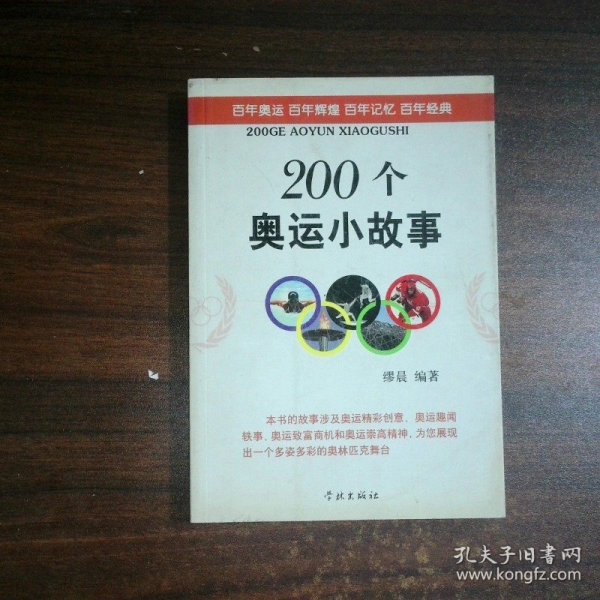 百年奥运 百年辉煌 百年记忆 百年经典
200GE AOYUN XIAOGUSHI
200个
奥运小故事
缪晨 编著
本书的故事涉及奥运精彩创意、奥运趣闻
轶事、奥运致富商机和奥运崇高精神，为您展现
出一个多姿多彩的奥林匹克舞台
学林出版社
孔夫子旧书网
www.kongfz.com